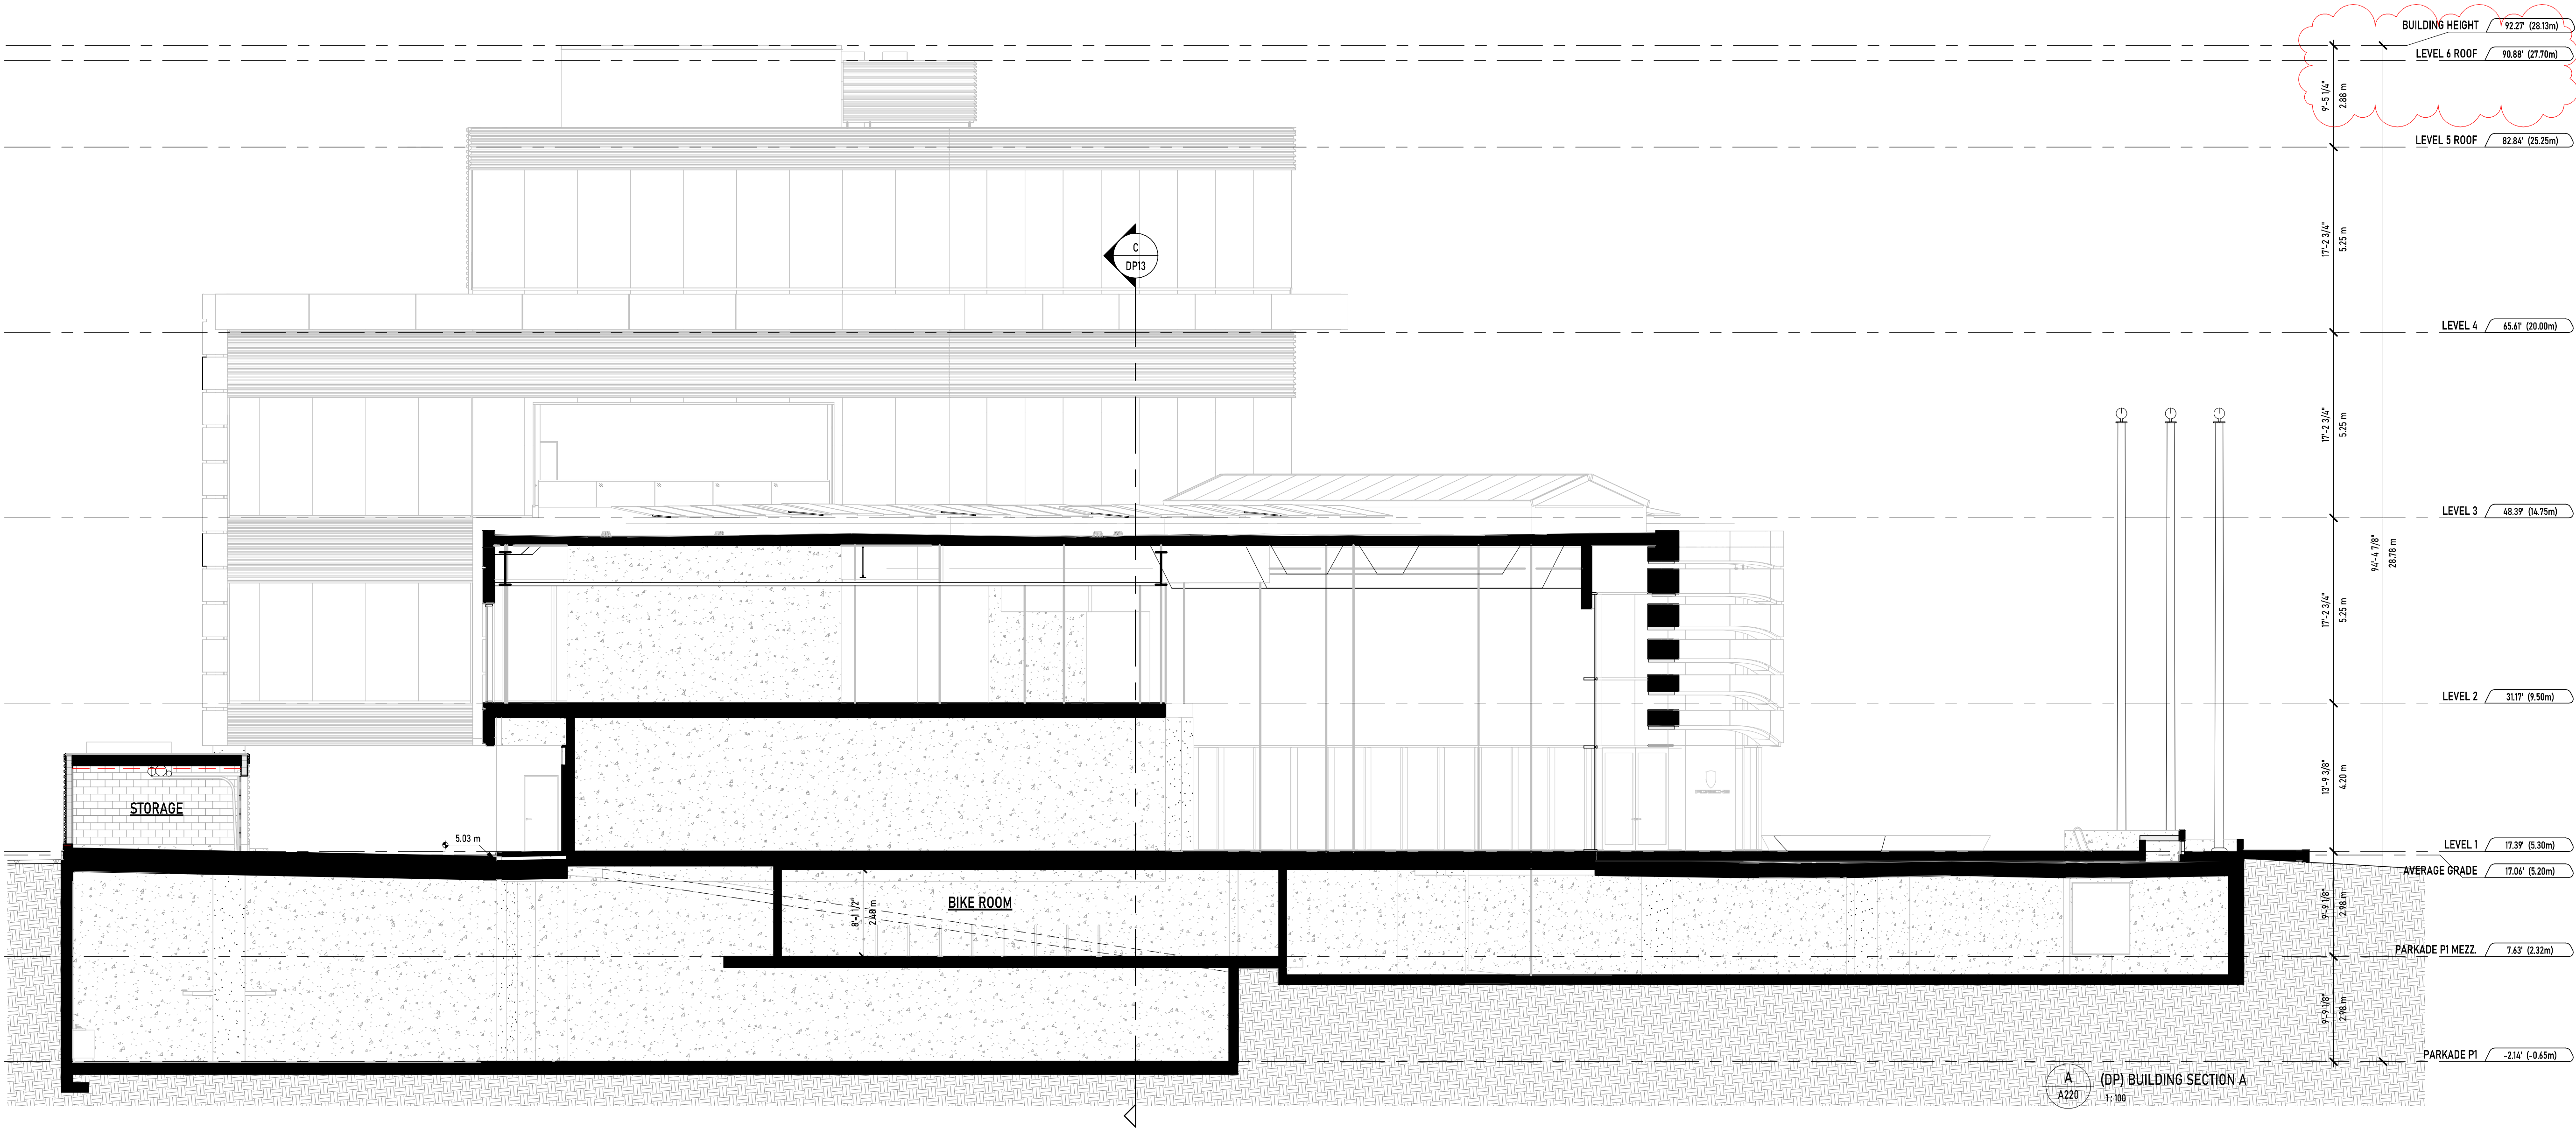 BUILDING HEIGHT 92.27' (28.13m)
LEVEL 6 ROOF 90.88' (27.70m)
9'-5 1/4"
2.88 m
LEVEL 5 ROOF 82.84' (25.25m)
17'-2 3/4"
5.25 m
C
DP13
LEVEL 4 65.61' (20.00m)
17'-2 3/4"
5.25 m
LEVEL 3 48.39' (14.75m)
94'-4 7/8"
28.78 m
17'-2 3/4"
5.25 m
LEVEL 2 31.17' (9.50m)
13'-9 3/8"
4.20 m
PORSCHE
STORAGE
5.03 m
LEVEL 1 17.39' (5.30m)
AVERAGE GRADE 17.06' (5.20m)
BIKE ROOM
8'-1 1/2"
2.48 m
9'-9 1/8"
2.98 m
PARKADE P1 MEZZ. 7.63' (2.32m)
9'-9 1/8"
2.98 m
PARKADE P1 -2.14' (-0.65m)
A
A220
(DP) BUILDING SECTION A
1 : 100